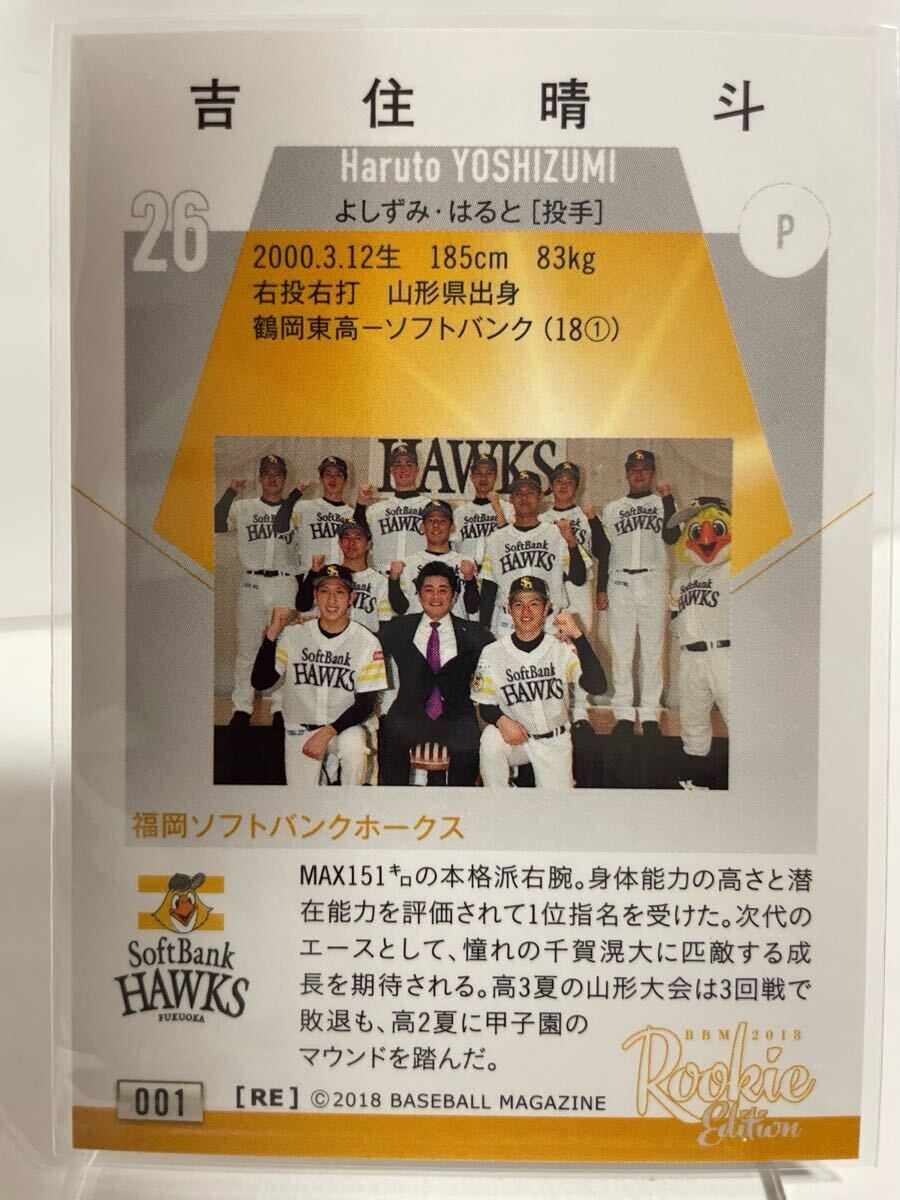 吉住晴斗
Haruto YOSHIZUMI
よしずみ・はると［投手］
26
P
2000.3.12生　185cm　83kg
右投右打　山形県出身
鶴岡東高－ソフトバンク（18①）
HAWKS
SoftBank HAWKS
SoftBank HAWKS
SoftBank HAWKS
福岡ソフトバンクホークス
SoftBank
HAWKS
FUKUOKA
MAX151㌔の本格派右腕。身体能力の高さと潜
在能力を評価されて1位指名を受けた。次代の
エースとして、憧れの千賀滉大に匹敵する成
長を期待される。高3夏の山形大会は3回戦で
敗退も、高2夏に甲子園の
マウンドを踏んだ。
BBM 2018
Rookie
Edition
001
［RE］©2018 BASEBALL MAGAZINE